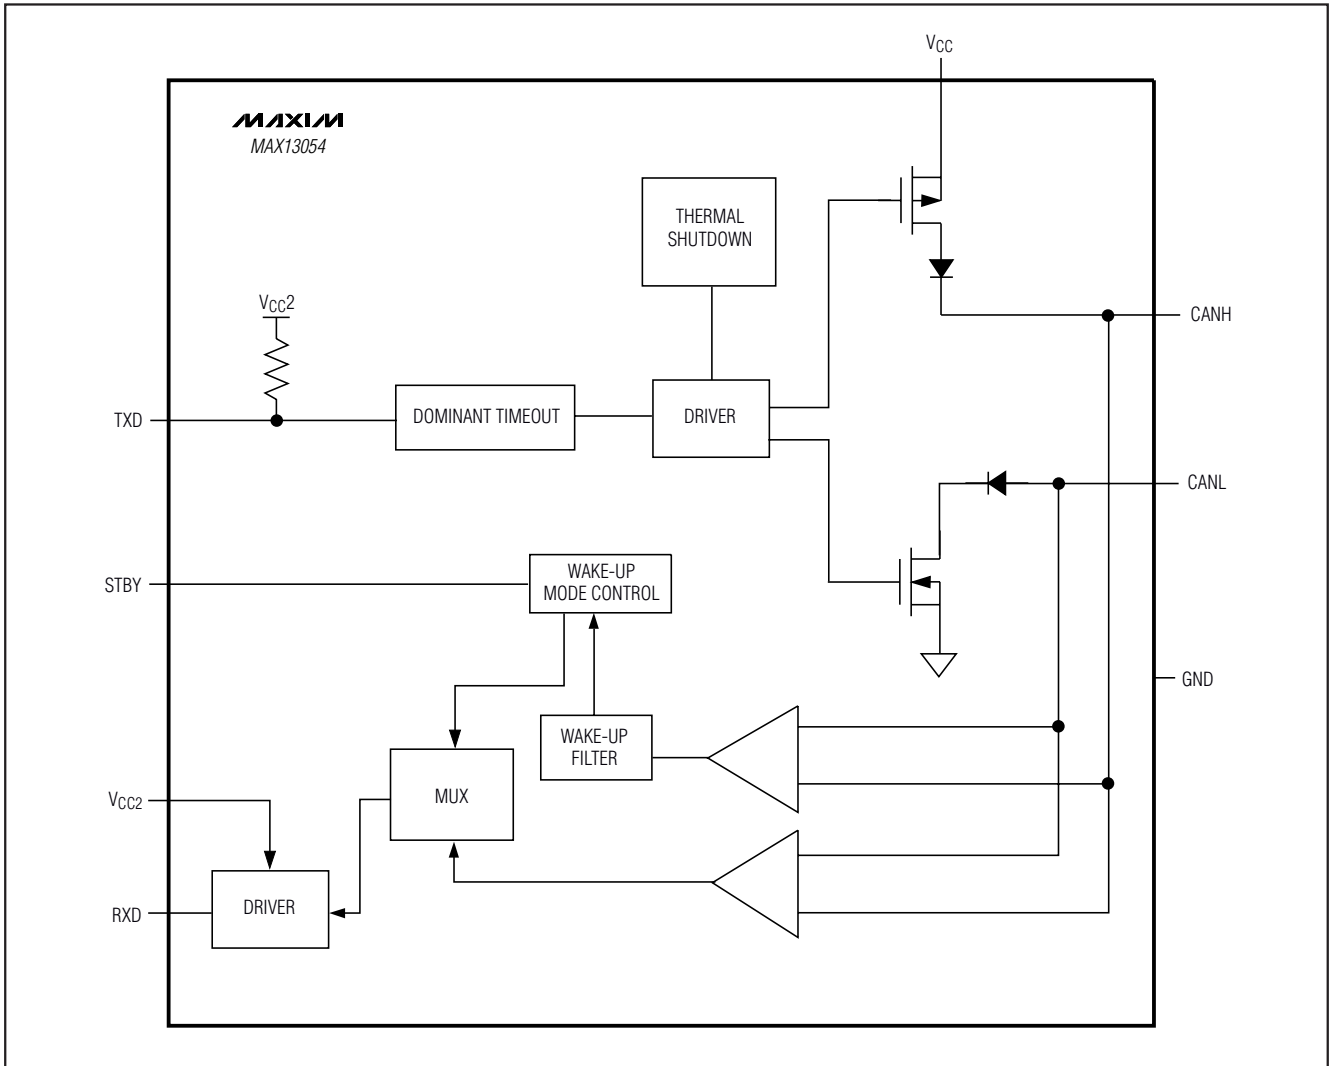 VCC
MAXIM
MAX13054
THERMAL
SHUTDOWN
VCC2
CANH
TXD
DOMINANT TIMEOUT
DRIVER
CANL
STBY
WAKE-UP
MODE CONTROL
GND
WAKE-UP
FILTER
MUX
VCC2
DRIVER
RXD